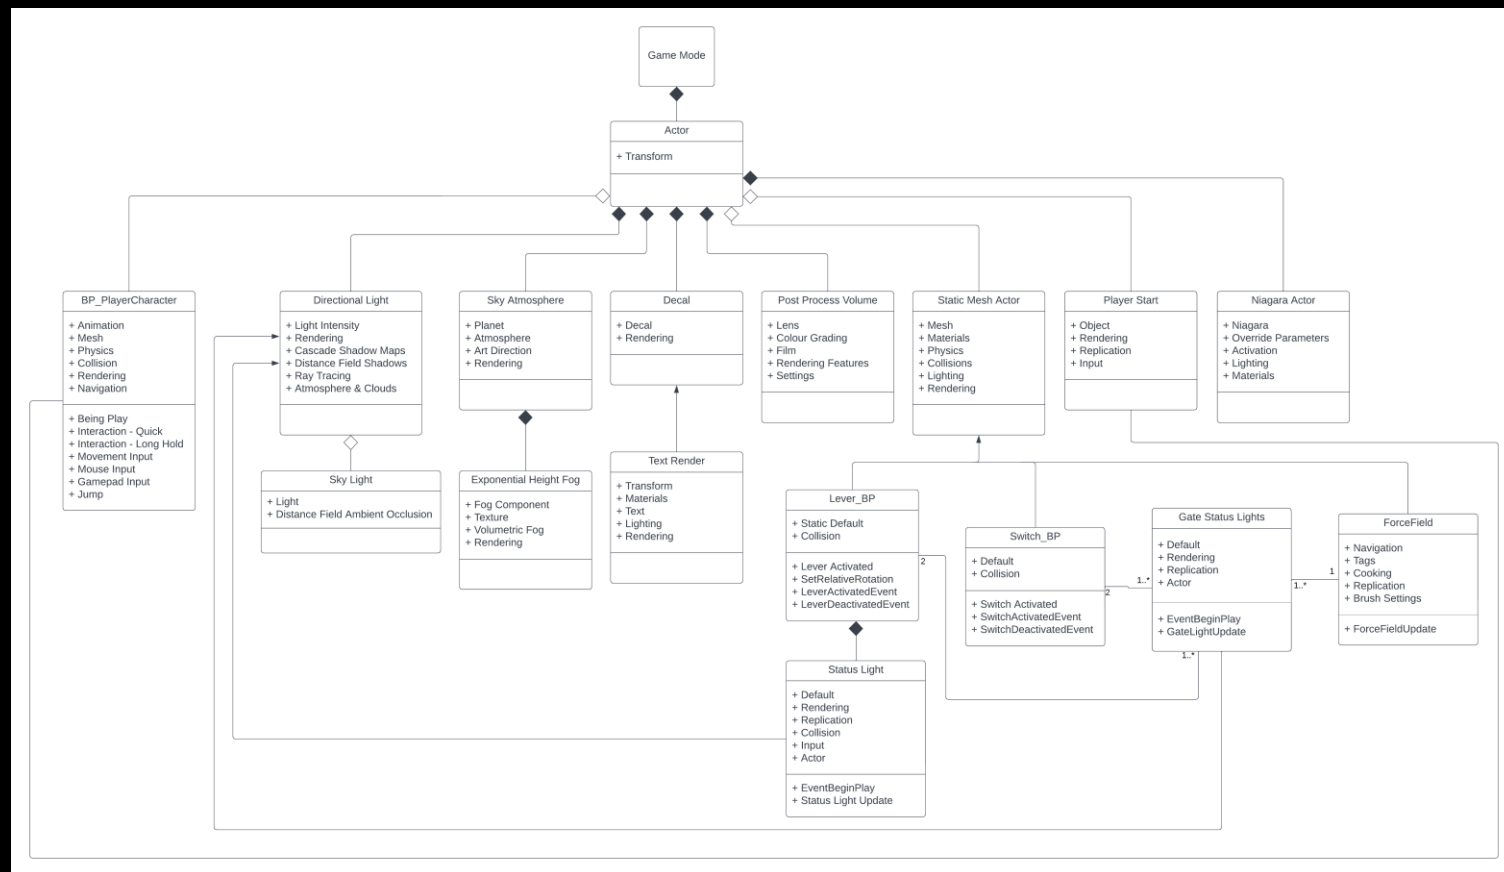 Game Mode
Actor
+ Transform
BP_PlayerCharacter
+ Animation
+ Mesh
+ Physics
+ Collision
+ Rendering
+ Navigation
+ Being Play
+ Interaction - Quick
+ Interaction - Long Hold
+ Movement Input
+ Mouse Input
+ Gamepad Input
+ Jump
Directional Light
+ Light Intensity
+ Rendering
+ Cascade Shadow Maps
+ Distance Field Shadows
+ Ray Tracing
+ Atmosphere & Clouds
Sky Atmosphere
+ Planet
+ Atmosphere
+ Art Direction
+ Rendering
Decal
+ Decal
+ Rendering
Post Process Volume
+ Lens
+ Colour Grading
+ Film
+ Rendering Features
+ Settings
Static Mesh Actor
+ Mesh
+ Materials
+ Physics
+ Collisions
+ Lighting
+ Rendering
Player Start
+ Object
+ Rendering
+ Replication
+ Input
Niagara Actor
+ Niagara
+ Override Parameters
+ Activation
+ Lighting
+ Materials
Sky Light
+ Light
+ Distance Field Ambient Occlusion
Exponential Height Fog
+ Fog Component
+ Texture
+ Volumetric Fog
+ Rendering
Text Render
+ Transform
+ Materials
+ Text
+ Lighting
+ Rendering
Lever_BP
+ Static Default
+ Collision
+ Lever Activated
+ SetRelativeRotation
+ LeverActivatedEvent
+ LeverDeactivatedEvent
2
Switch_BP
+ Default
+ Collision
+ Switch Activated
+ SwitchActivatedEvent
+ SwitchDeactivatedEvent
2
1..*
Gate Status Lights
+ Default
+ Rendering
+ Replication
+ Actor
+ EventBeginPlay
+ GateLightUpdate
1..*
1..*
1
ForceField
+ Navigation
+ Tags
+ Cooking
+ Replication
+ Brush Settings
+ ForceFieldUpdate
Status Light
+ Default
+ Rendering
+ Replication
+ Collision
+ Input
+ Actor
+ EventBeginPlay
+ Status Light Update